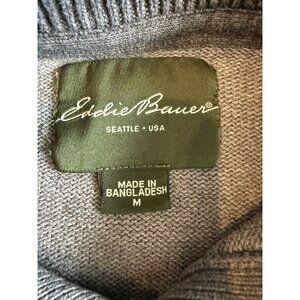 Eddie Bauer®
SEATTLE • USA
MADE IN
BANGLADESH
M